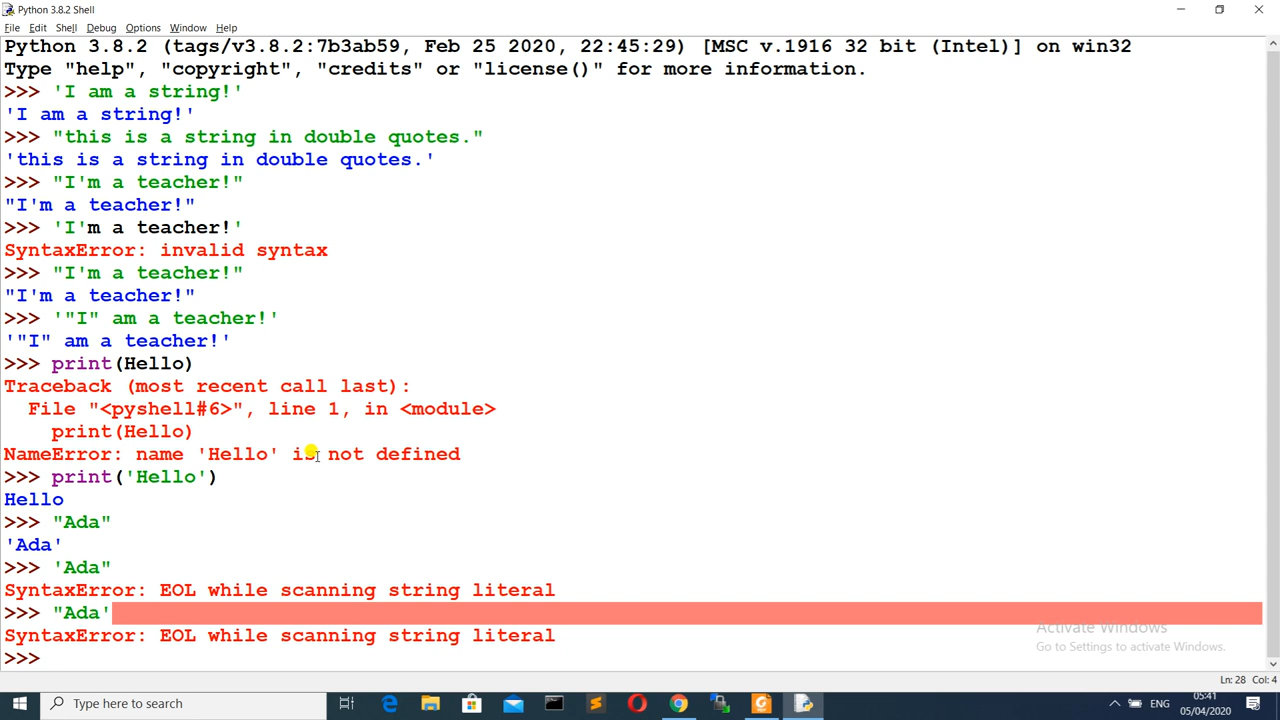 Python 3.8.2 Shell
File Edit Shell Debug Options Window Help
Python 3.8.2 (tags/v3.8.2:7b3ab59, Feb 25 2020, 22:45:29) [MSC v.1916 32 bit (Intel)] on win32
Type "help", "copyright", "credits" or "license()" for more information.
>>> 'I am a string!'
'I am a string!'
>>> "this is a string in double quotes."
'this is a string in double quotes.'
>>> "I'm a teacher!"
"I'm a teacher!"
>>> 'I'm a teacher!'
SyntaxError: invalid syntax
>>> "I'm a teacher!"
"I'm a teacher!"
>>> '"I" am a teacher!'
'"I" am a teacher!'
>>> print(Hello)
Traceback (most recent call last):
  File "<pyshell#6>", line 1, in <module>
    print(Hello)
NameError: name 'Hello' is not defined
>>> print('Hello')
Hello
>>> "Ada"
'Ada'
>>> 'Ada"
SyntaxError: EOL while scanning string literal
>>> "Ada'
SyntaxError: EOL while scanning string literal
>>>
Activate Windows
Go to Settings to activate Windows.
Ln: 28 Col: 4
Type here to search
ENG
05:41
05/04/2020